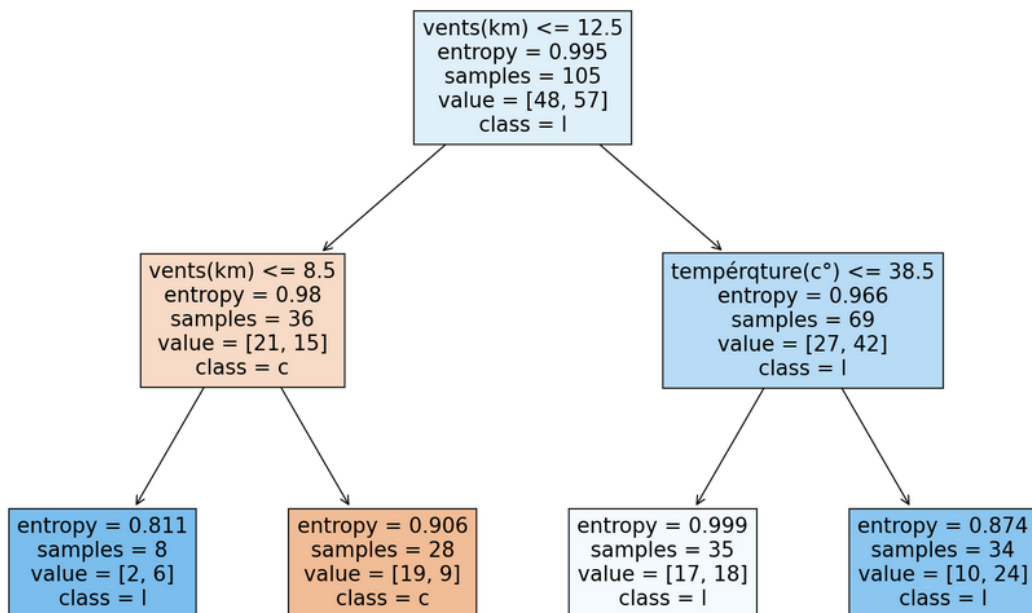 vents(km) <= 12.5
entropy = 0.995
samples = 105
value = [48, 57]
class = l
vents(km) <= 8.5
entropy = 0.98
samples = 36
value = [21, 15]
class = c
tempérqture(c°) <= 38.5
entropy = 0.966
samples = 69
value = [27, 42]
class = l
entropy = 0.811
samples = 8
value = [2, 6]
class = l
entropy = 0.906
samples = 28
value = [19, 9]
class = c
entropy = 0.999
samples = 35
value = [17, 18]
class = l
entropy = 0.874
samples = 34
value = [10, 24]
class = l